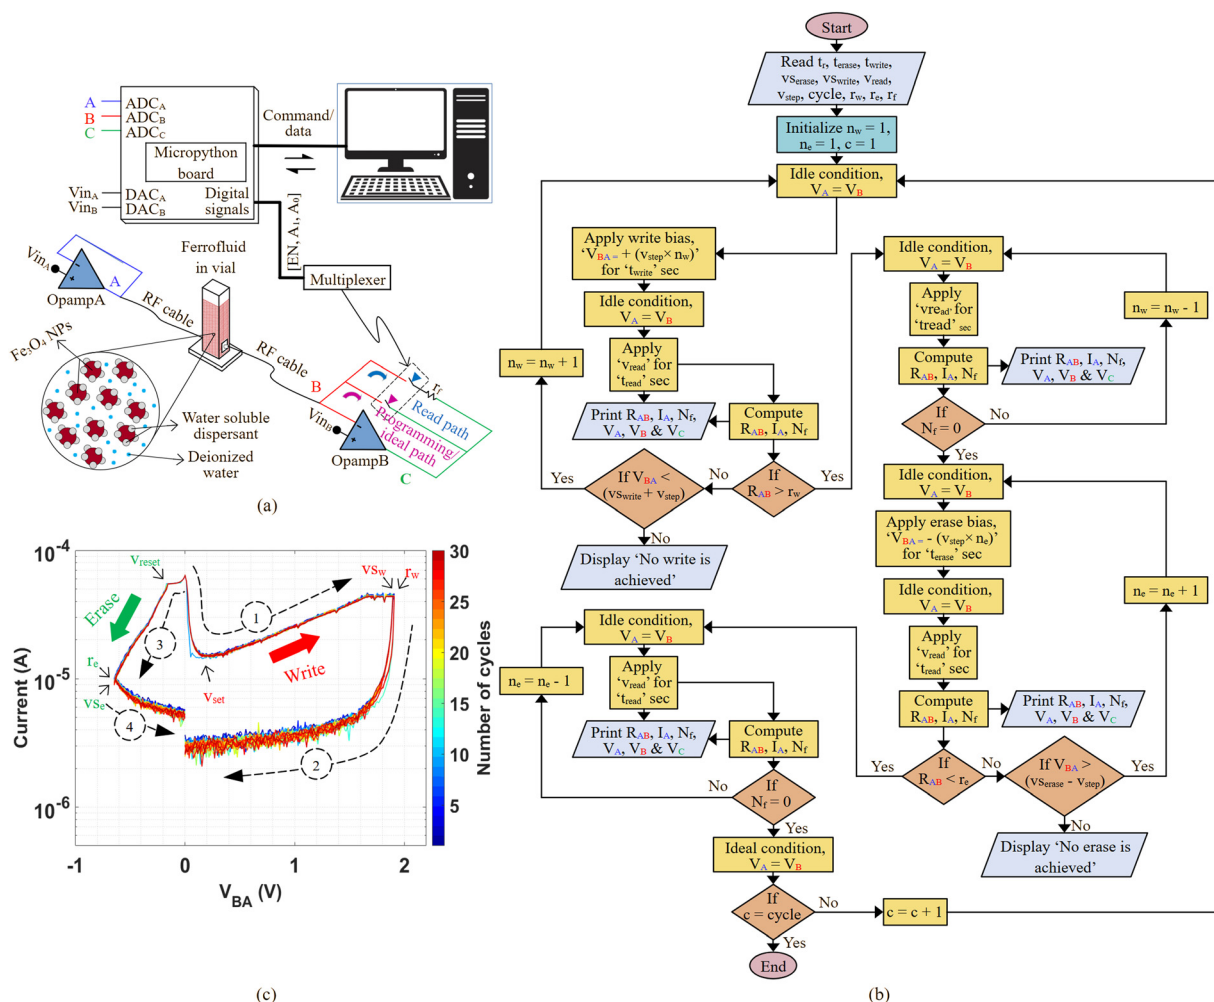 A
B
C
ADC_A
ADC_B
ADC_C
Micropython
board
Vin_A
Vin_B
DAC_A
DAC_B
Digital
signals
Command/
data
[EN, A_1, A_0]
Multiplexer
Ferrofluid
in vial
Vin_A
A
OpampA
RF cable
RF cable
Fe_3O_4 NPs
Water soluble
dispersant
Deionized
water
B
r_f
Read path
Programming/
ideal path
Vin_B
OpampB
C
(a)
Start
Read t_r, t_erase, t_write,
vs_erase, vs_write, v_read,
v_step, cycle, r_w, r_e, r_f
Initialize n_w = 1,
n_e = 1, c = 1
Idle condition,
V_A = V_B
Apply write bias,
‘V_BA = + (v_step × n_w)’
for ‘t_write’ sec
Idle condition,
V_A = V_B
Apply
‘v_read’ for
‘t_read’ sec
n_w = n_w + 1
Print R_AB, I_A, N_f,
V_A, V_B & V_C
Compute
R_AB, I_A, N_f
If
R_AB > r_w
Yes
No
If V_BA <
(vs_write + v_step)
Yes
No
Display ‘No write is
achieved’
Idle condition,
V_A = V_B
Apply
‘vread’ for
‘tread’ sec
n_w = n_w - 1
Compute
R_AB, I_A, N_f
Print R_AB, I_A, N_f,
V_A, V_B & V_C
If
N_f = 0
No
Yes
Idle condition,
V_A = V_B
Apply erase bias,
‘V_BA = - (v_step × n_e)’
for ‘t_erase’ sec
Idle condition,
V_A = V_B
n_e = n_e + 1
Apply
‘v_read’ for
‘t_read’ sec
Compute
R_AB, I_A, N_f
Print R_AB, I_A, N_f,
V_A, V_B & V_C
If
R_AB < r_e
Yes
No
If V_BA >
(vs_erase - v_step)
Yes
No
Display ‘No erase is
achieved’
Idle condition,
V_A = V_B
Apply
‘v_read’ for
‘t_read’ sec
n_e = n_e - 1
Print R_AB, I_A, N_f,
V_A, V_B & V_C
Compute
R_AB, I_A, N_f
If
N_f = 0
No
Yes
Ideal condition,
V_A = V_B
If
c = cycle
No
c = c + 1
Yes
End
(b)
10^-4
10^-5
10^-6
Current (A)
-1
0
1
2
V_BA (V)
v_reset
Erase
3
r_e
vs_e
4
1
v_set
Write
vs_w
r_w
2
30
25
20
15
10
5
Number of cycles
(c)